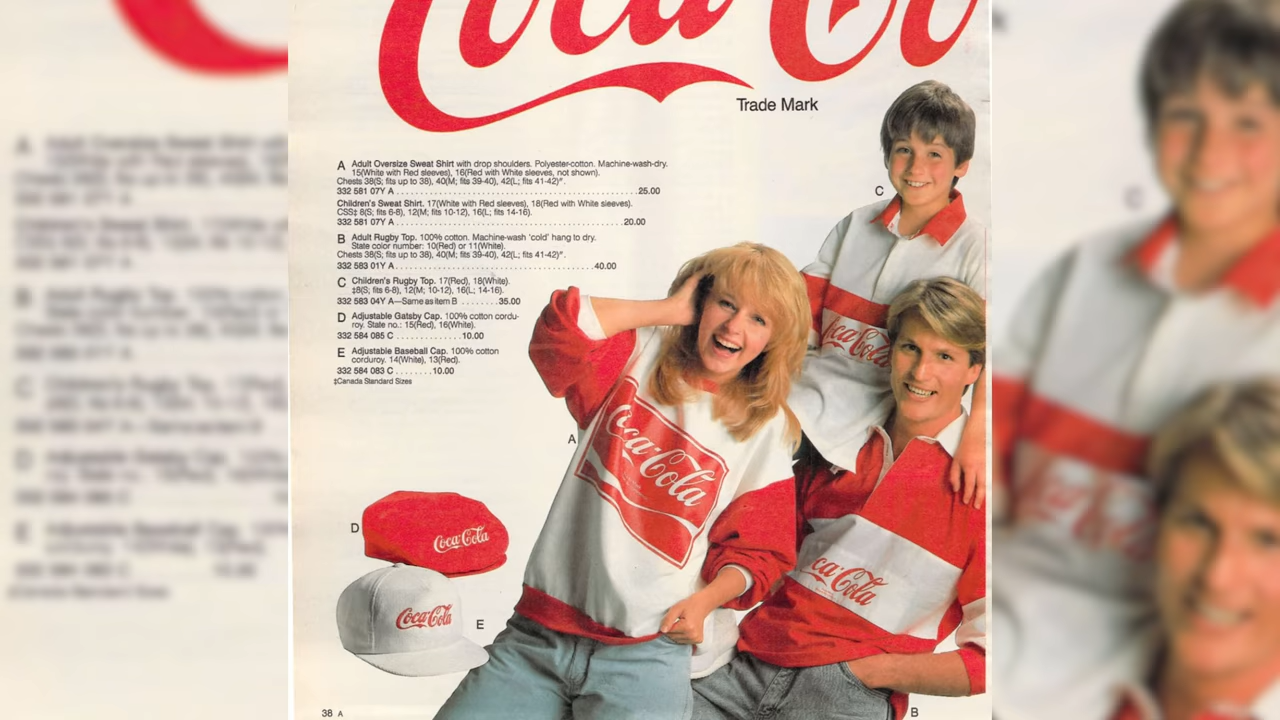 Coca-Co
Trade Mark
A Adult Oversize Sweat Shirt with drop shoulders. Polyester-cotton. Machine-wash-dry.
15(White with Red sleeves), 16(Red with White sleeves, not shown).
Chests 38(S; fits up to 38), 40(M; fits 39-40), 42(L; fits 41-42)".
332 581 07Y A ................25.00
Children's Sweat Shirt. 17(White with Red sleeves), 18(Red with White sleeves).
CSS‡ 8(S; fits 6-8), 12(M; fits 10-12), 16(L; fits 14-16).
332 581 07Y A ................20.00
B Adult Rugby Top. 100% cotton. Machine-wash 'cold' hang to dry.
State color number: 10(Red) or 11(White).
Chests 38(S; fits up to 38), 40(M; fits 39-40), 42(L; fits 41-42)".
332 583 01Y A ................40.00
C Children's Rugby Top. 17(Red), 18(White).
‡8(S; fits 6-8), 12(M; 10-12), 16(L; 14-16).
332 583 04Y A—Same as item B ........35.00
D Adjustable Gatsby Cap. 100% cotton cordu-
roy. State no.: 15(Red), 16(White).
332 584 085 C ............10.00
E Adjustable Baseball Cap. 100% cotton
corduroy. 14(White), 13(Red).
332 584 083 C ........10.00
‡Canada Standard Sizes
C
Coca-Cola
A
Coca-Cola
Coca-Cola
D
Coca-Cola
E
Coca-Cola
38 A
B